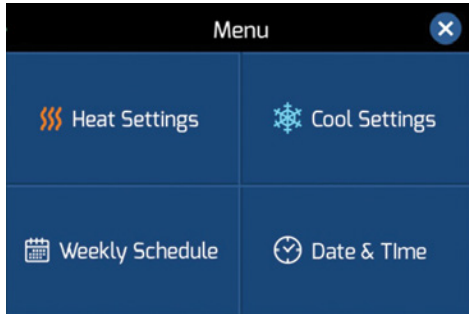 Menu
Heat Settings
Cool Settings
Weekly Schedule
Date & TIme